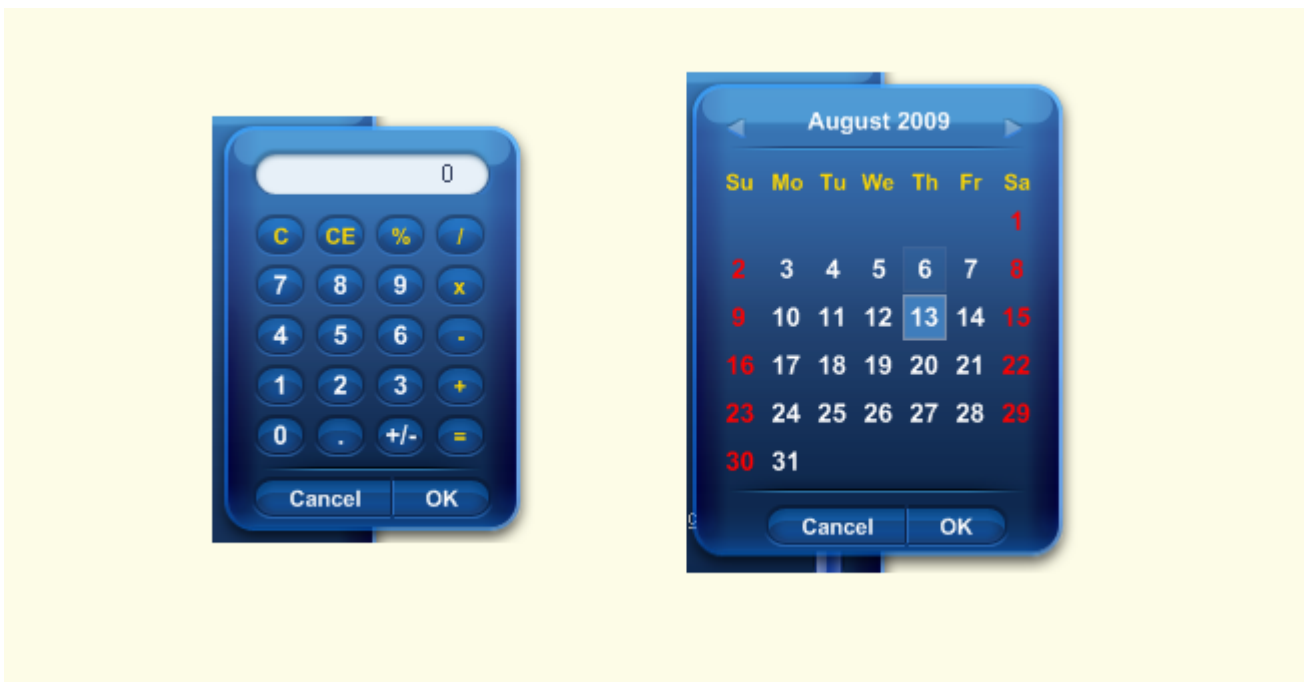 0
C CE % /
7 8 9 x
4 5 6 -
1 2 3 +
0 . +/- =
Cancel OK
August 2009
Su Mo Tu We Th Fr Sa
1
2 3 4 5 6 7 8
9 10 11 12 13 14 15
16 17 18 19 20 21 22
23 24 25 26 27 28 29
30 31
c
Cancel OK